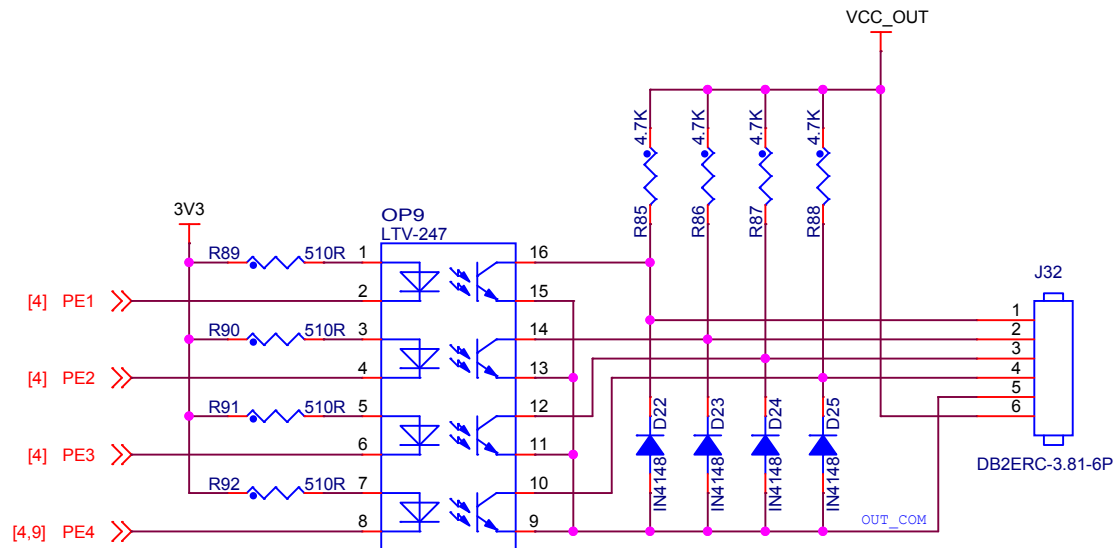 VCC_OUT
4.7K 4.7K 4.7K 4.7K
R85 R86 R87 R88
3V3
OP9
LTV-247
R89 510R 1 16
[4] PE1 2 15
R90 510R 3 14
[4] PE2 4 13
R91 510R 5 12
[4] PE3 6 11
R92 510R 7 10
[4,9] PE4 8 9
D22 D23 D24 D25
IN4148 IN4148 IN4148 IN4148
OUT_COM
J32
1
2
3
4
5
6
DB2ERC-3.81-6P